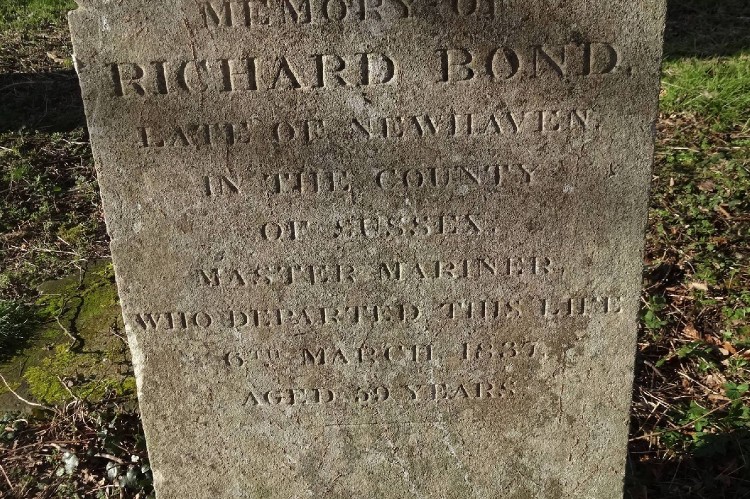 MEMORY OF
RICHARD BOND.
LATE OF NEWHAVEN,
IN THE COUNTY
OF SUSSEX,
MASTER MARINER,
WHO DEPARTED THIS LIFE
6TH MARCH 1837,
AGED 59 YEARS.